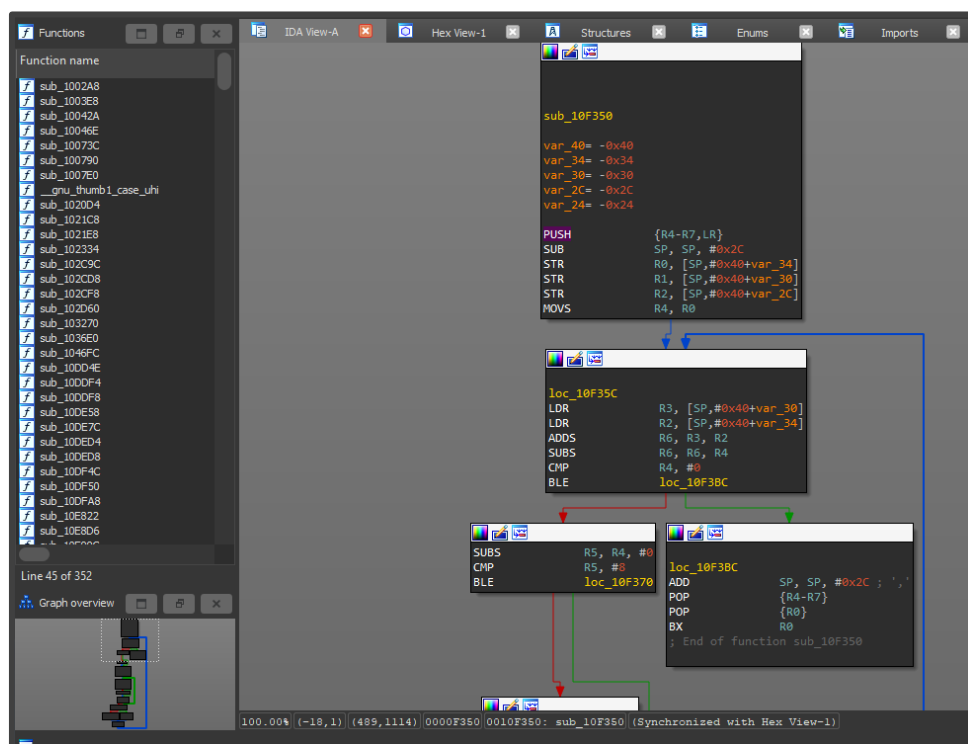 Functions
Function name
sub_1002A8
sub_1003E8
sub_10042A
sub_10046E
sub_10073C
sub_100790
sub_1007E0
__gnu_thumb1_case_uhi
sub_1020D4
sub_1021C8
sub_1021E8
sub_102334
sub_102C9C
sub_102CD8
sub_102CF8
sub_102D60
sub_103270
sub_1036E0
sub_1046FC
sub_10DD4E
sub_10DDF4
sub_10DDF8
sub_10DE58
sub_10DE7C
sub_10DED4
sub_10DED8
sub_10DF4C
sub_10DF50
sub_10DFA8
sub_10E822
sub_10E8D6
Line 45 of 352
Graph overview
IDA View-A Hex View-1 Structures Enums Imports
sub_10F350
var_40= -0x40
var_34= -0x34
var_30= -0x30
var_2C= -0x2C
var_24= -0x24
PUSH {R4-R7,LR}
SUB SP, SP, #0x2C
STR R0, [SP,#0x40+var_34]
STR R1, [SP,#0x40+var_30]
STR R2, [SP,#0x40+var_2C]
MOVS R4, R0
loc_10F35C
LDR R3, [SP,#0x40+var_30]
LDR R2, [SP,#0x40+var_34]
ADDS R6, R3, R2
SUBS R6, R6, R4
CMP R4, #0
BLE loc_10F3BC
SUBS R5, R4, #0
CMP R5, #8
BLE loc_10F370
loc_10F3BC
ADD SP, SP, #0x2C ; ','
POP {R4-R7}
POP {R0}
BX R0
; End of function sub_10F350
100.00% (-18,1) (489,1114) 0000F350 0010F350: sub_10F350 (Synchronized with Hex View-1)